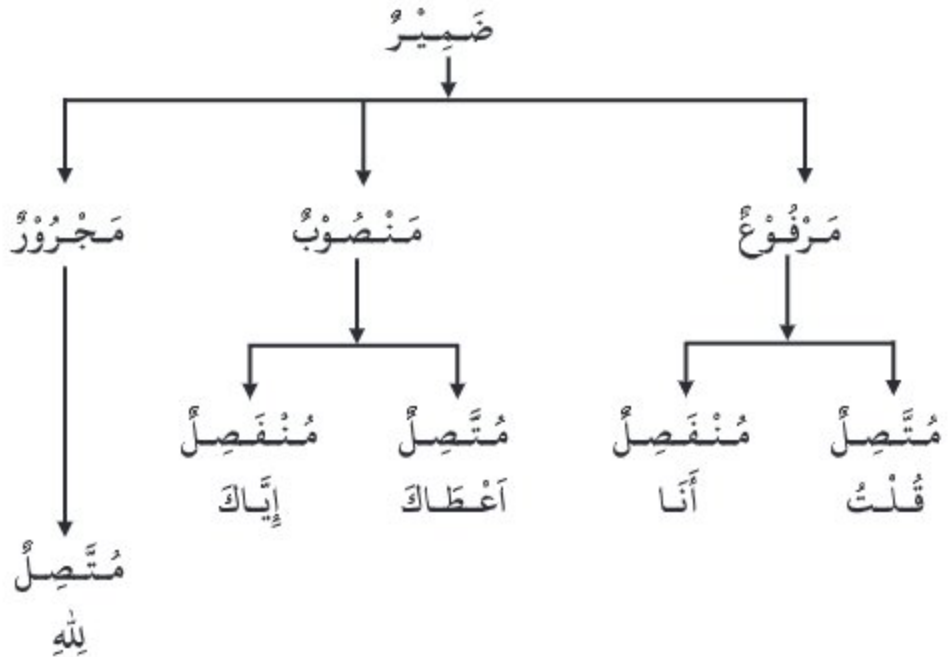 ضَمِيْرٌ
مَرْفُوْعٌ مَنْصُوْبٌ مَجْرُوْرٌ
مُتَّصِلٌ مُنْفَصِلٌ مُتَّصِلٌ مُنْفَصِلٌ
قُلْتُ أَنَا اَعْطَاكَ إِيَّاكَ
مُتَّصِلٌ
لِلّٰهِ